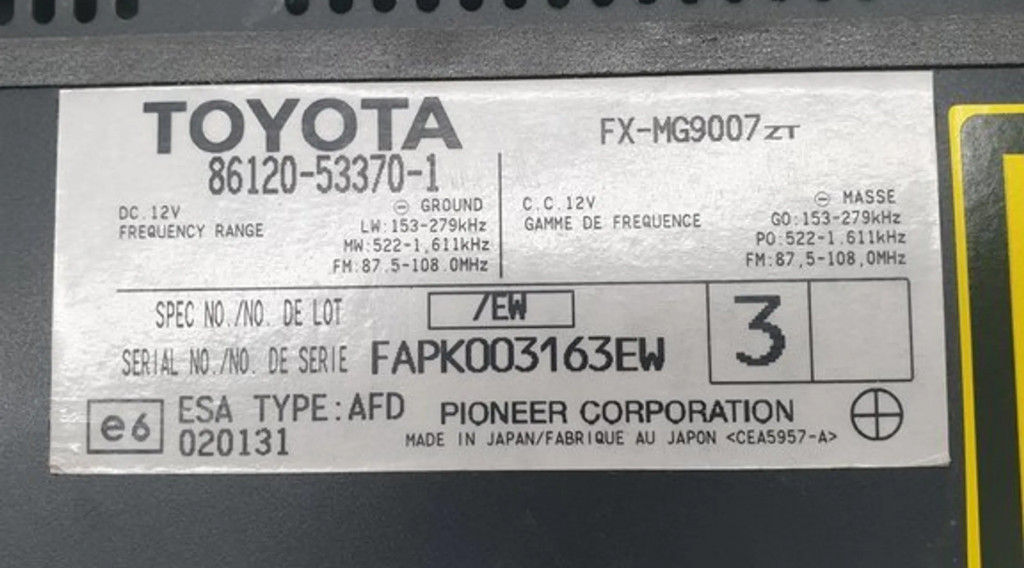 TOYOTA
86120-53370-1
FX-MG9007ZT
DC.12V ⊖ GROUND
FREQUENCY RANGE LW:153-279kHz
MW:522-1,611kHz
FM:87.5-108.0MHz
C.C.12V ⊖ MASSE
GAMME DE FREQUENCE GO:153-279kHz
PO:522-1.611kHz
FM:87,5-108,0MHz
SPEC NO./NO. DE LOT /EW
3
SERIAL NO./NO. DE SERIE FAPK003163EW
e6 ESA TYPE:AFD
020131
PIONEER CORPORATION
MADE IN JAPAN/FABRIQUE AU JAPON <CEA5957-A>